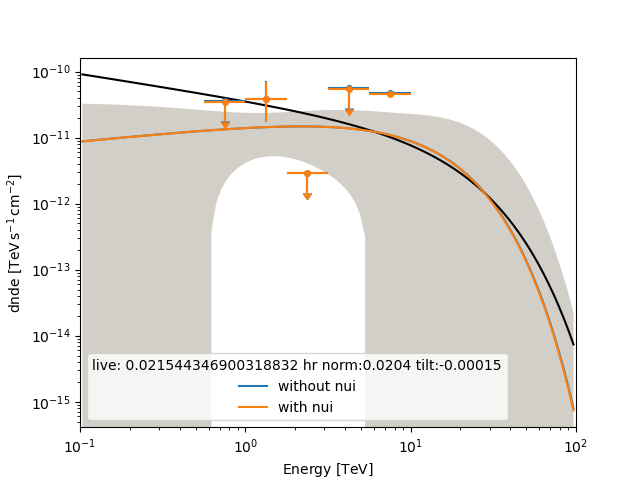 10⁻¹⁰
10⁻¹¹
10⁻¹²
10⁻¹³
10⁻¹⁴
10⁻¹⁵
dnde [TeV s⁻¹ cm⁻²]
live: 0.021544346900318832 hr norm:0.0204 tilt:-0.00015
without nui
with nui
10⁻¹ 10⁰ 10¹ 10²
Energy [TeV]